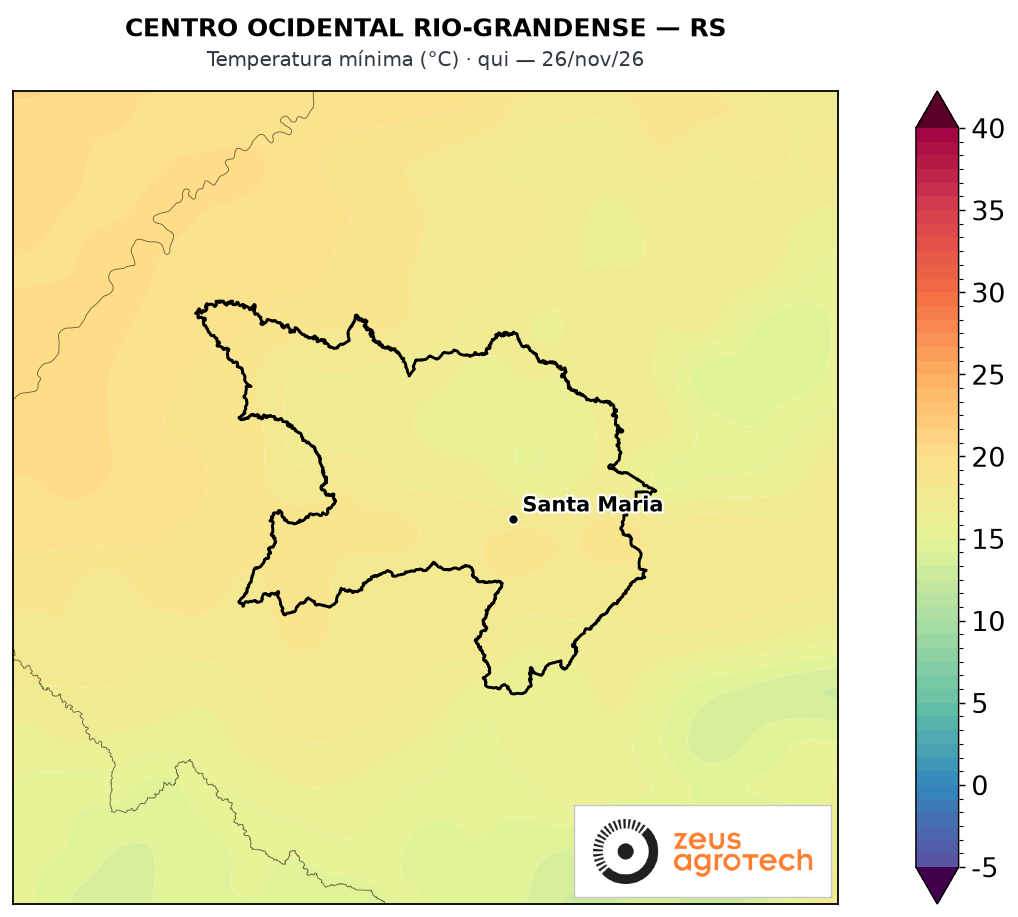 CENTRO OCIDENTAL RIO-GRANDENSE — RS
Temperatura mínima (°C) · qui — 26/nov/26
40
35
30
25
20
15
10
5
0
-5
Santa Maria
zeus
agrotech